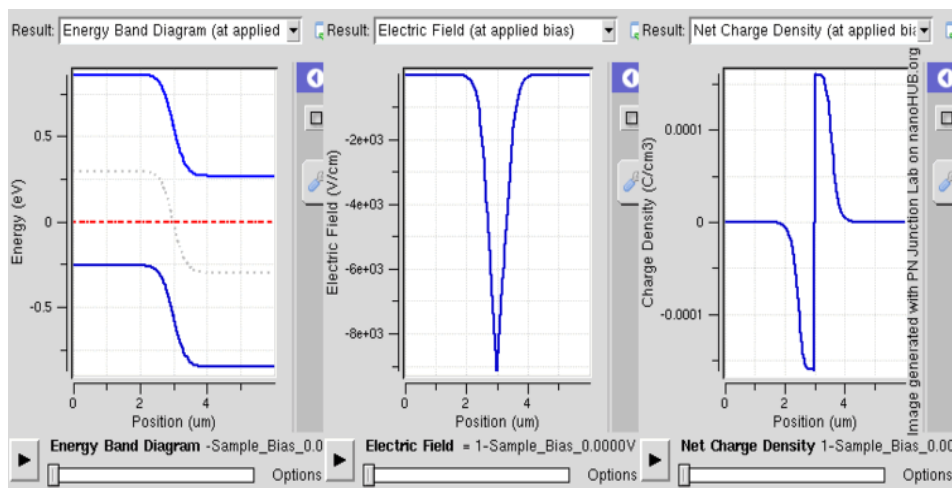 Result: Energy Band Diagram (at applied
Result: Electric Field (at applied bias)
Result: Net Charge Density (at applied bia
Energy (eV)
0.5
0
-0.5
0
2
4
Position (um)
Electric Field (V/cm)
-2e+03
-4e+03
-6e+03
-8e+03
0
2
4
Position (um)
Charge Density (C/cm3)
0.0001
0
-0.0001
0
2
4
Position (um)
Image generated with PN Junction Lab on nanoHUB.org
Energy Band Diagram -Sample_Bias_0.0
Options
Electric Field = 1-Sample_Bias_0.0000V
Options
Net Charge Density 1-Sample_Bias_0.00
Options